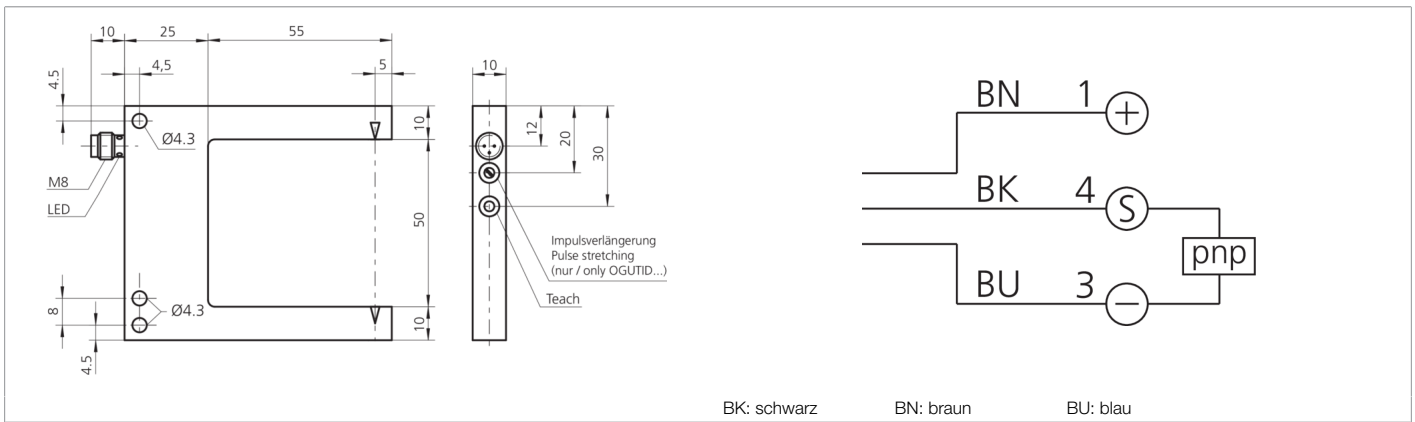 10 25 55
4,5 5 10
4.5
Ø4.3
10
12
20
30
M8
LED
50
Impulsverlängerung
Pulse stretching
(nur / only OGUTID...)
Teach
8
Ø4.3
10
4.5
BN 1 +
BK 4 S
pnp
BU 3 −
BK: schwarz BN: braun BU: blau